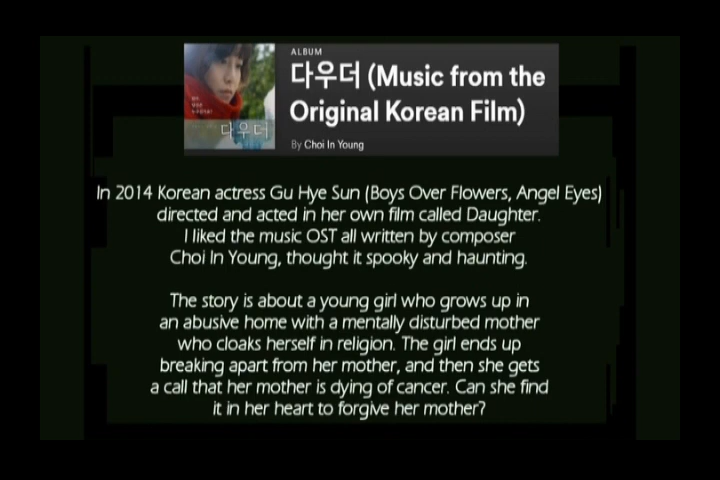 ALBUM
다우더 (Music from the
Original Korean Film)
By Choi In Young
다우더
In 2014 Korean actress Gu Hye Sun (Boys Over Flowers, Angel Eyes)
directed and acted in her own film called Daughter.
I liked the music OST all written by composer
Choi In Young, thought it spooky and haunting.
The story is about a young girl who grows up in
an abusive home with a mentally disturbed mother
who cloaks herself in religion. The girl ends up
breaking apart from her mother, and then she gets
a call that her mother is dying of cancer. Can she find
it in her heart to forgive her mother?